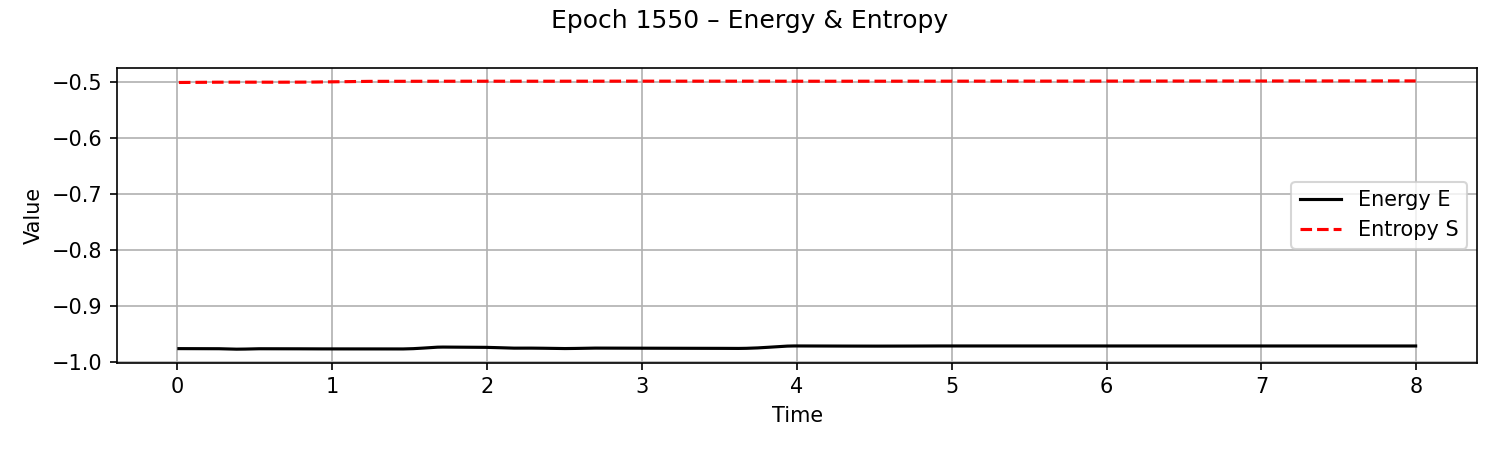 Epoch 1550 – Energy & Entropy
−0.5
−0.6
−0.7
−0.8
−0.9
−1.0
Value
Energy E
Entropy S
0 1 2 3 4 5 6 7 8
Time